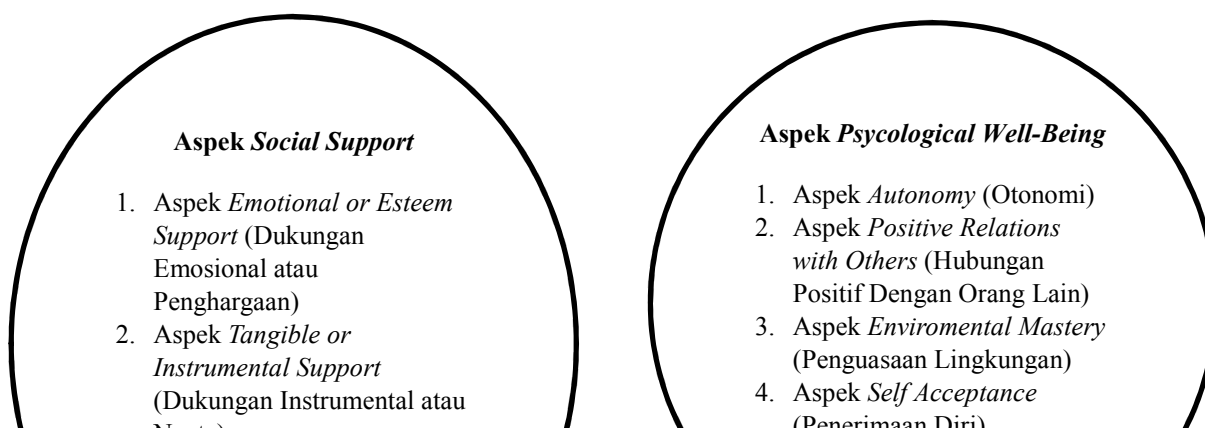 Aspek Social Support
1. Aspek Emotional or Esteem
Support (Dukungan
Emosional atau
Penghargaan)
2. Aspek Tangible or
Instrumental Support
(Dukungan Instrumental atau
Aspek Psycological Well-Being
1. Aspek Autonomy (Otonomi)
2. Aspek Positive Relations
with Others (Hubungan
Positif Dengan Orang Lain)
3. Aspek Enviromental Mastery
(Penguasaan Lingkungan)
4. Aspek Self Acceptance
(Penerimaan Diri)